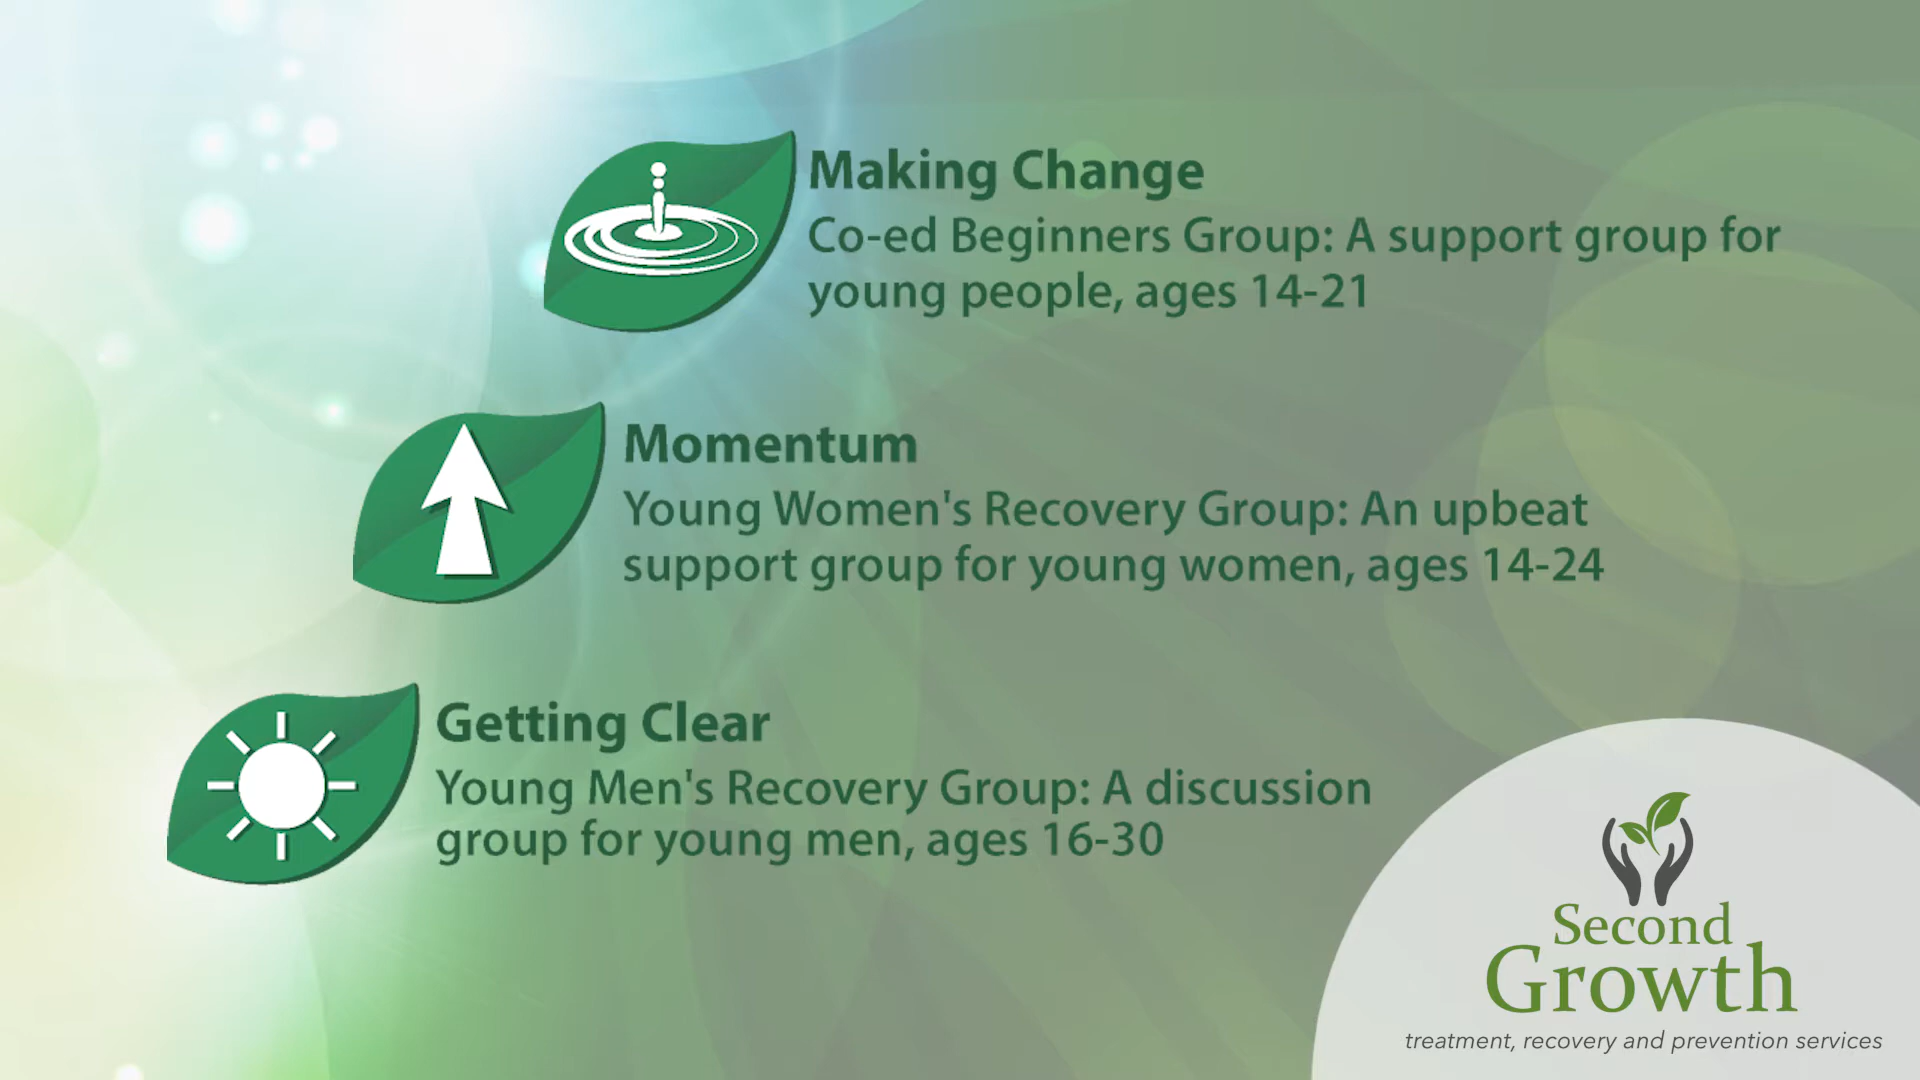 Making Change
Co-ed Beginners Group: A support group for
young people, ages 14-21
Momentum
Young Women's Recovery Group: An upbeat
support group for young women, ages 14-24
Getting Clear
Young Men's Recovery Group: A discussion
group for young men, ages 16-30
Second
Growth
treatment, recovery and prevention services